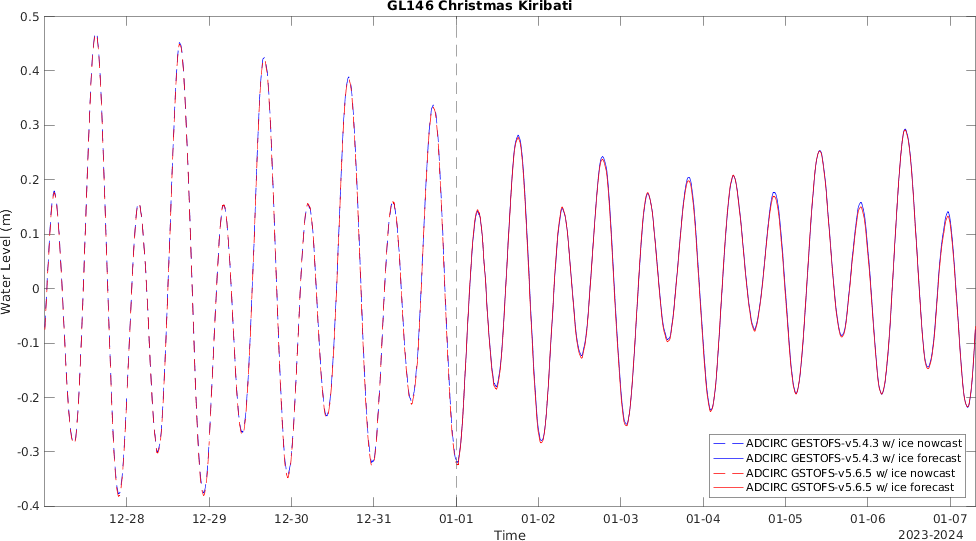 GL146 Christmas Kiribati
0.5
0.4
0.3
0.2
0.1
0
-0.1
-0.2
-0.3
-0.4
Water Level (m)
ADCIRC GESTOFS-v5.4.3 w/ ice nowcast
ADCIRC GESTOFS-v5.4.3 w/ ice forecast
ADCIRC GSTOFS-v5.6.5 w/ ice nowcast
ADCIRC GSTOFS-v5.6.5 w/ ice forecast
12-28 12-29 12-30 12-31 01-01 01-02 01-03 01-04 01-05 01-06 01-07
Time
2023-2024